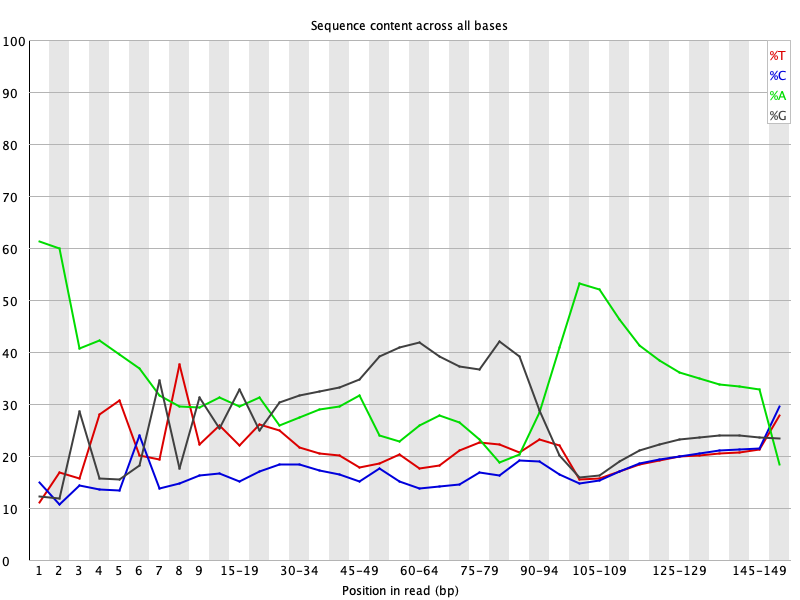 Sequence content across all bases
100
90
80
70
60
50
40
30
20
10
0
%T
%C
%A
%G
1 2 3 4 5 6 7 8 9 15-19 30-34 45-49 60-64 75-79 90-94 105-109 125-129 145-149
Position in read (bp)